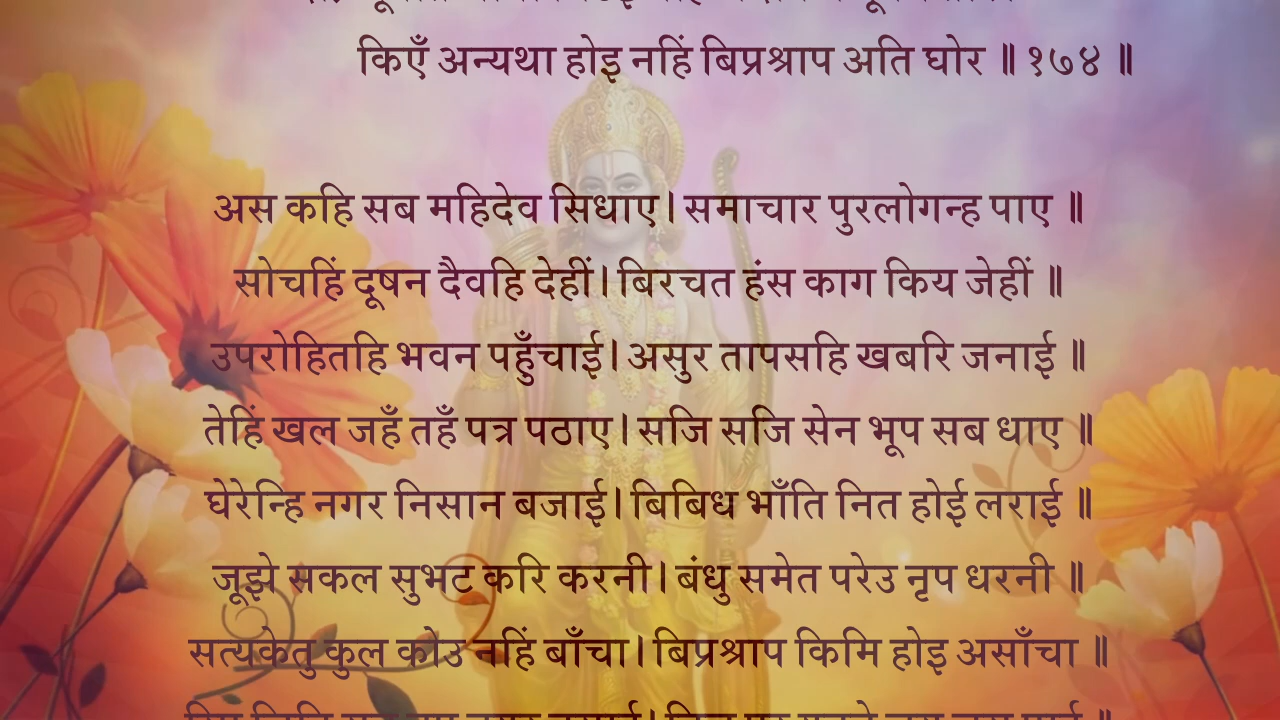 किएँ अन्यथा होइ नहिं बिप्रश्राप अति घोर ॥ १७४ ॥
अस कहि सब महिदेव सिधाए। समाचार पुरलोगन्ह पाए ॥
सोचहिं दूषन दैवहि देहीं। बिरचत हंस काग किय जेहीं ॥
उपरोहितहि भवन पहुँचाई। असुर तापसहि खबरि जनाई ॥
तेहिं खल जहँ तहँ पत्र पठाए। सजि सजि सेन भूप सब धाए ॥
घेरेन्हि नगर निसान बजाई। बिबिध भाँति नित होई लराई ॥
जूझे सकल सुभट करि करनी। बंधु समेत परेउ नृप धरनी ॥
सत्यकेतु कुल कोउ नहिं बाँचा। बिप्रश्राप किमि होइ असाँचा ॥